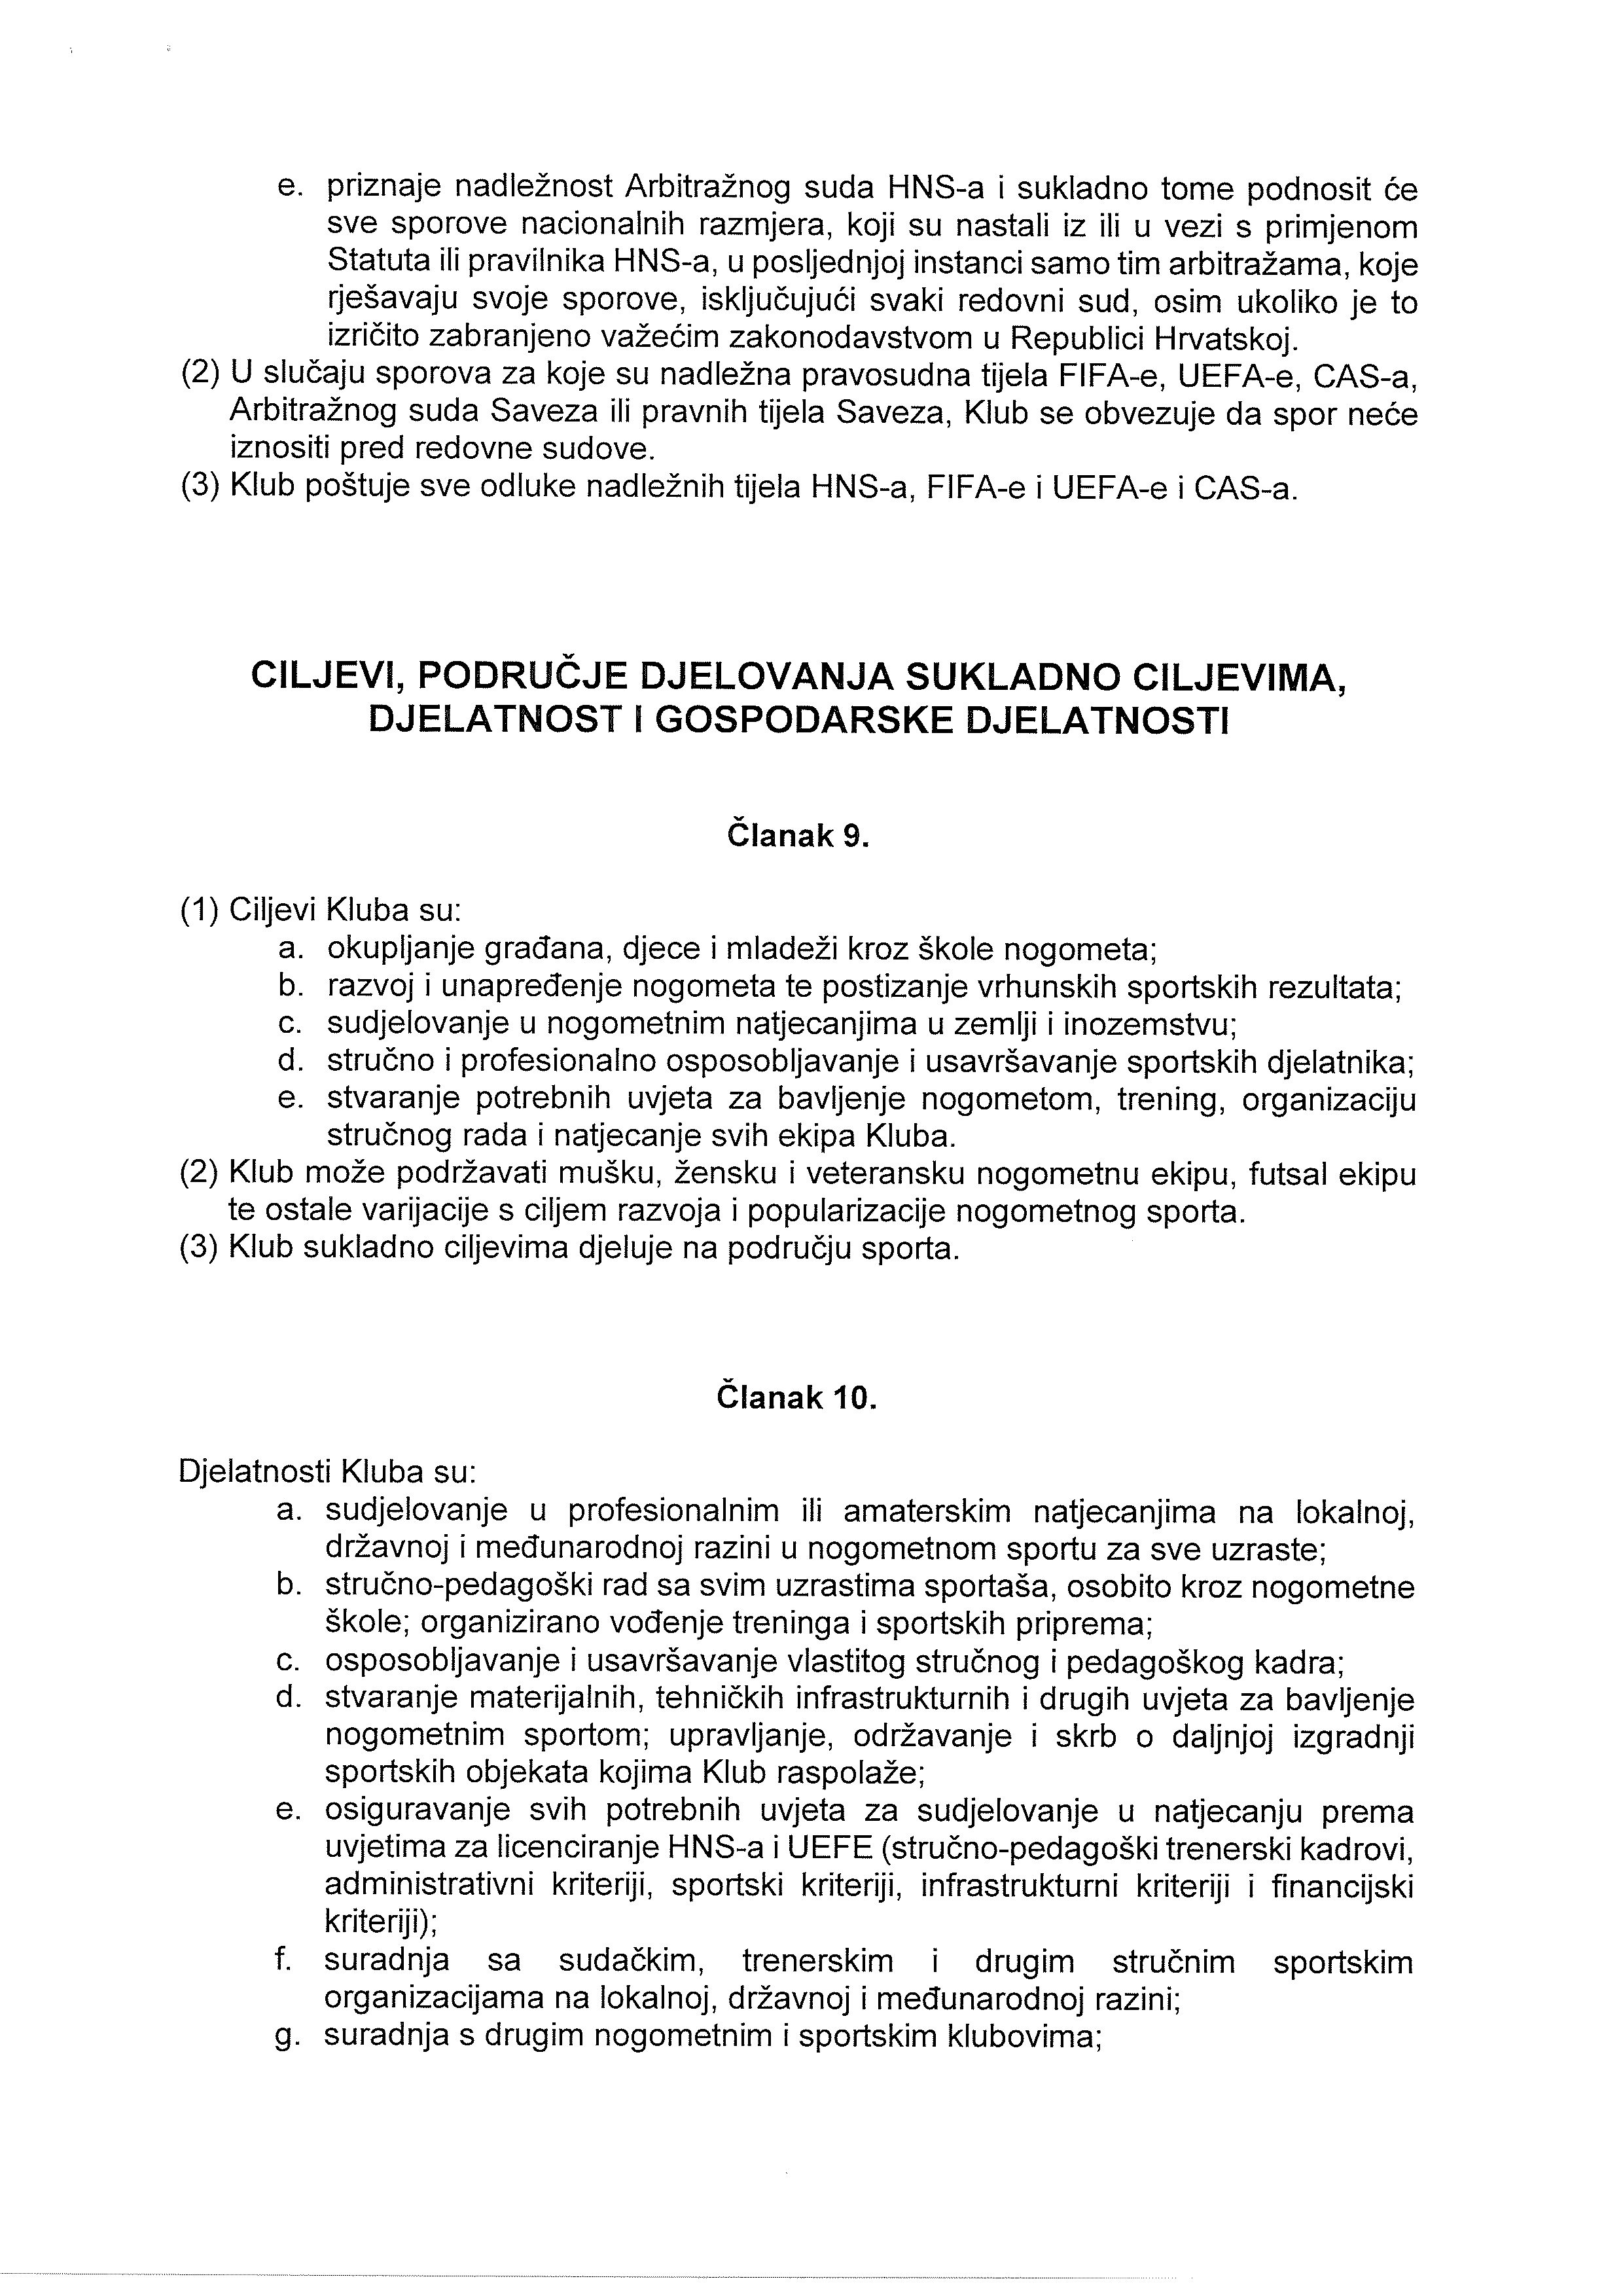 e. priznaje nadležnost Arbitražnog suda HNS-a i sukladno tome podnosit će
sve sporove nacionalnih razmjera, koji su nastali iz ili u vezi s primjenom
Statuta ili pravilnika HNS-a, u posljednjoj instanci samo tim arbitražama, koje
rješavaju svoje sporove, isključujući svaki redovni sud, osim ukoliko je to
izričito zabranjeno važećim zakonodavstvom u Republici Hrvatskoj.
(2) U slučaju sporova za koje su nadležna pravosudna tijela FIFA-e, UEFA-e, CAS-a,
Arbitražnog suda Saveza ili pravnih tijela Saveza, Klub se obvezuje da spor neće
iznositi pred redovne sudove.
(3) Klub poštuje sve odluke nadležnih tijela HNS-a, FIFA-e i UEFA-e i CAS-a.
CILJEVI, PODRUČJE DJELOVANJA SUKLADNO CILJEVIMA,
DJELATNOST I GOSPODARSKE DJELATNOSTI
Članak 9.
(1) Ciljevi Kluba su:
a. okupljanje građana, djece i mladeži kroz škole nogometa;
b. razvoj i unapređenje nogometa te postizanje vrhunskih sportskih rezultata;
c. sudjelovanje u nogometnim natjecanjima u zemlji i inozemstvu;
d. stručno i profesionalno osposobljavanje i usavršavanje sportskih djelatnika;
e. stvaranje potrebnih uvjeta za bavljenje nogometom, trening, organizaciju
stručnog rada i natjecanje svih ekipa Kluba.
(2) Klub može podržavati mušku, žensku i veteransku nogometnu ekipu, futsal ekipu
te ostale varijacije s ciljem razvoja i popularizacije nogometnog sporta.
(3) Klub sukladno ciljevima djeluje na području sporta.
Članak 10.
Djelatnosti Kluba su:
a. sudjelovanje u profesionalnim ili amaterskim natjecanjima na lokalnoj,
državnoj i međunarodnoj razini u nogometnom sportu za sve uzraste;
b. stručno-pedagoški rad sa svim uzrastima sportaša, osobito kroz nogometne
škole; organizirano vođenje treninga i sportskih priprema;
c. osposobljavanje i usavršavanje vlastitog stručnog i pedagoškog kadra;
d. stvaranje materijalnih, tehničkih infrastrukturnih i drugih uvjeta za bavljenje
nogometnim sportom; upravljanje, održavanje i skrb o daljnjoj izgradnji
sportskih objekata kojima Klub raspolaže;
e. osiguravanje svih potrebnih uvjeta za sudjelovanje u natjecanju prema
uvjetima za licenciranje HNS-a i UEFE (stručno-pedagoški trenerski kadrovi,
administrativni kriteriji, sportski kriteriji, infrastrukturni kriteriji i financijski
kriteriji);
f. suradnja sa sudačkim, trenerskim i drugim stručnim sportskim
organizacijama na lokalnoj, državnoj i međunarodnoj razini;
g. suradnja s drugim nogometnim i sportskim klubovima;